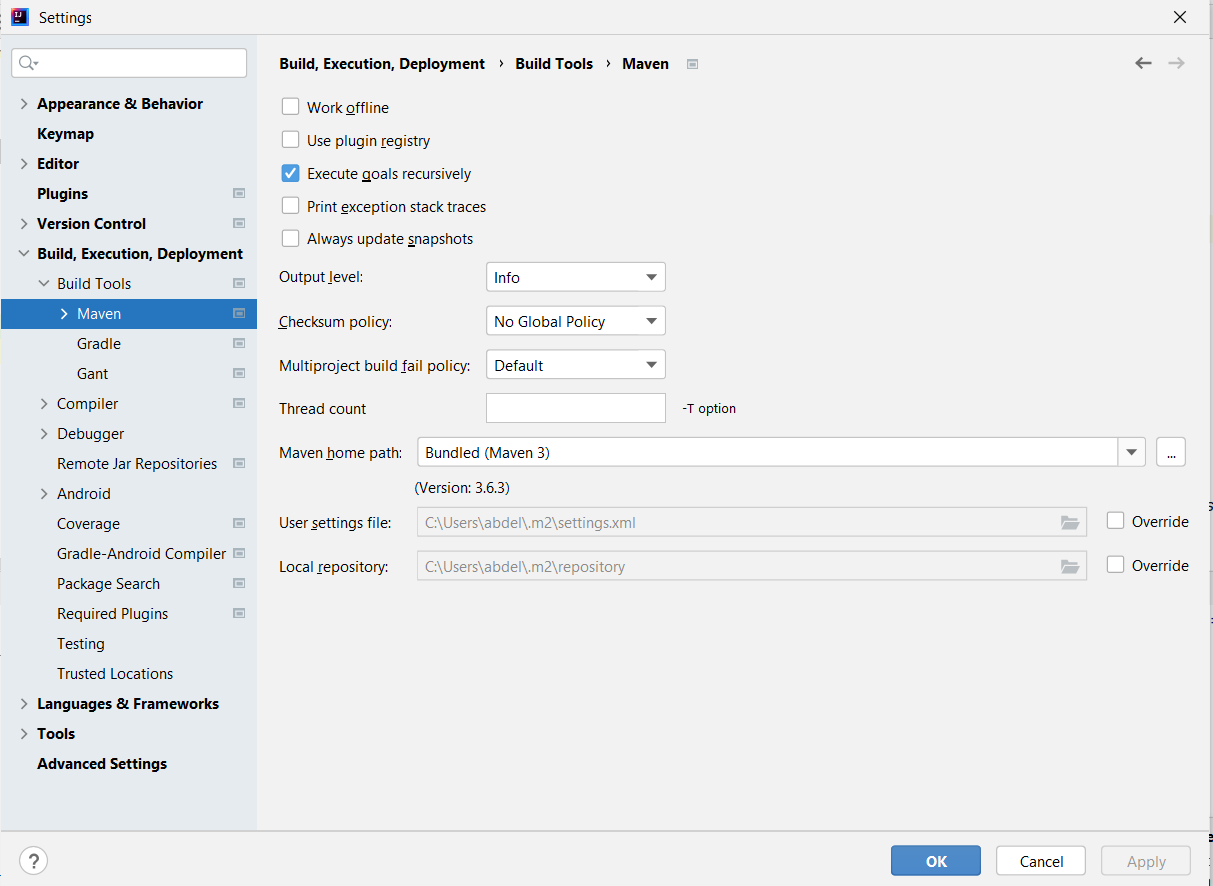 Settings
Appearance & Behavior
Keymap
Editor
Plugins
Version Control
Build, Execution, Deployment
Build Tools
Maven
Gradle
Gant
Compiler
Debugger
Remote Jar Repositories
Android
Coverage
Gradle-Android Compiler
Package Search
Required Plugins
Testing
Trusted Locations
Languages & Frameworks
Tools
Advanced Settings
Build, Execution, Deployment › Build Tools › Maven
Work offline
Use plugin registry
Execute goals recursively
Print exception stack traces
Always update snapshots
Output level: Info
Checksum policy: No Global Policy
Multiproject build fail policy: Default
Thread count -T option
Maven home path: Bundled (Maven 3) ...
(Version: 3.6.3)
User settings file: C:\Users\abdel\.m2\settings.xml Override
Local repository: C:\Users\abdel\.m2\repository Override
? OK Cancel Apply